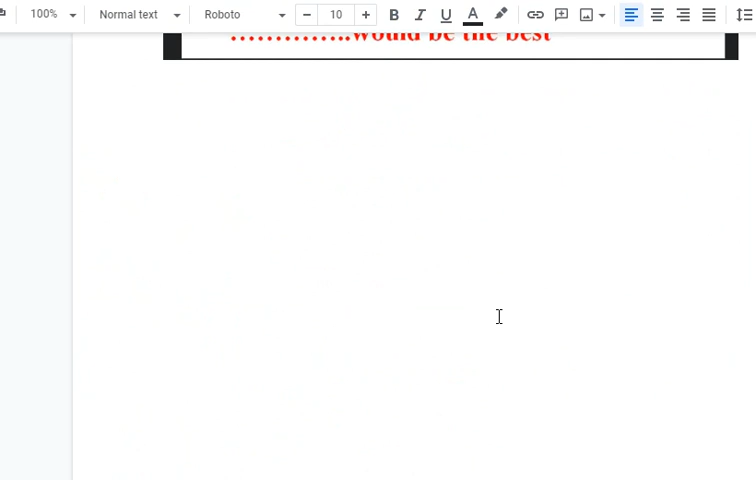 100% Normal text Roboto 10 B I U A
…………..would be the best